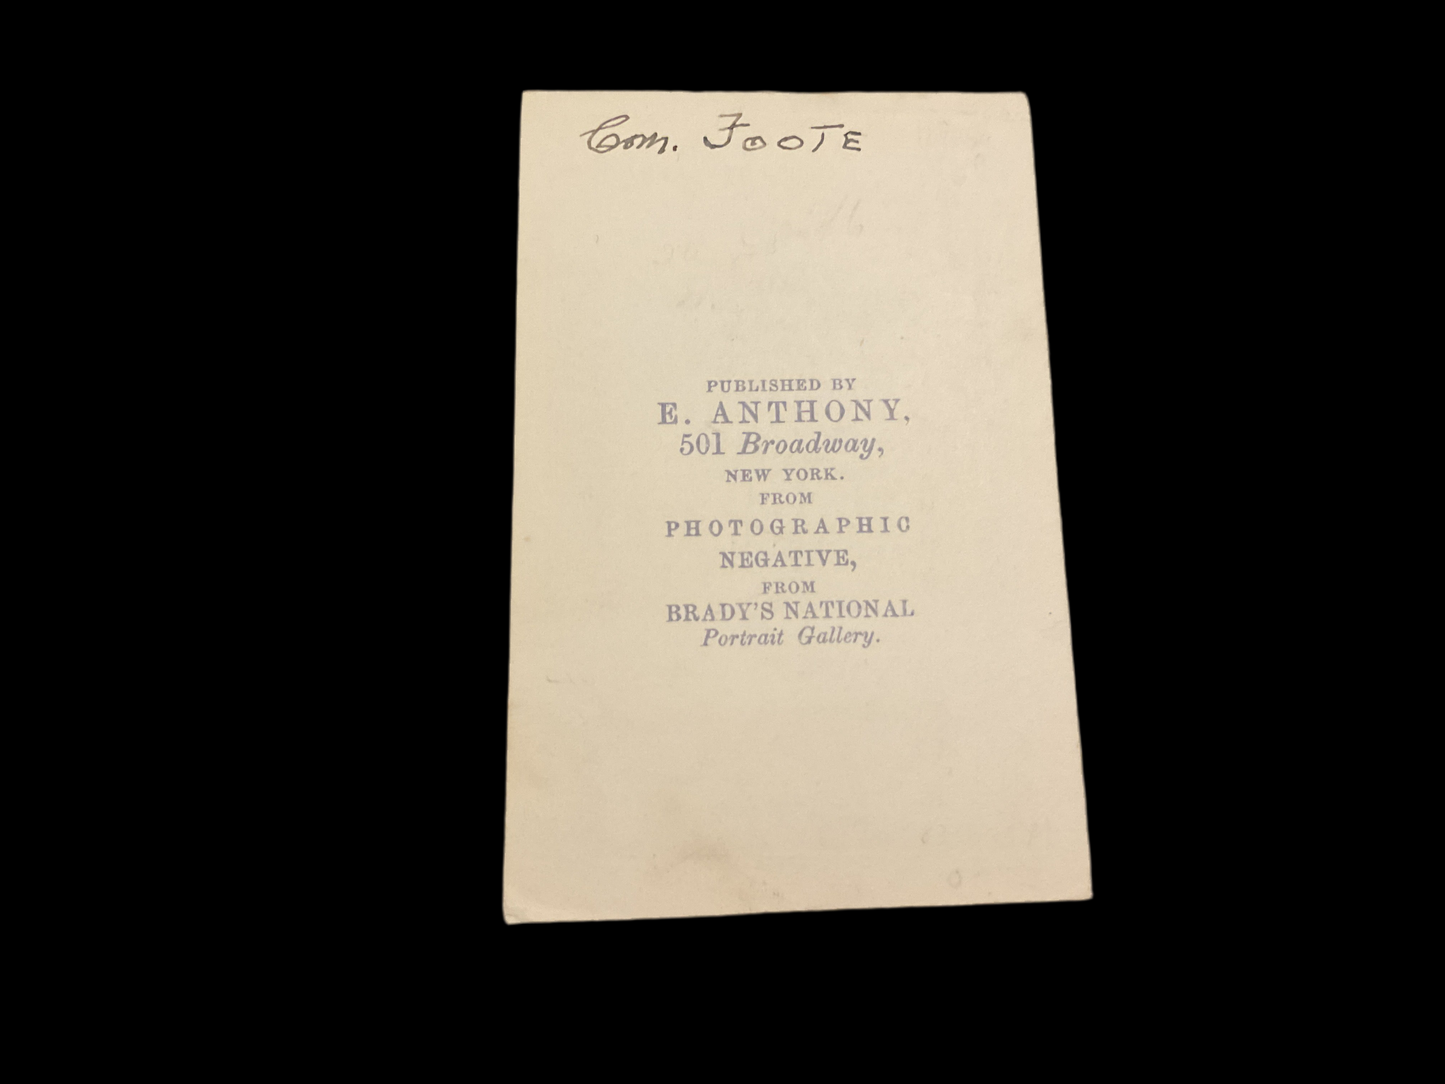 Com. FOOTE
PUBLISHED BY
E. ANTHONY,
501 Broadway,
NEW YORK.
FROM
PHOTOGRAPHIC
NEGATIVE,
FROM
BRADY'S NATIONAL
Portrait Gallery.